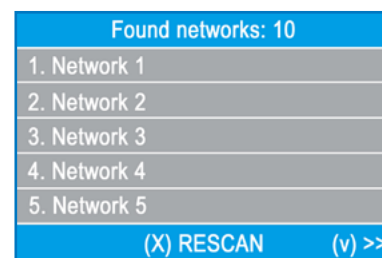 Found networks: 10
1. Network 1
2. Network 2
3. Network 3
4. Network 4
5. Network 5
(X) RESCAN (v) >>